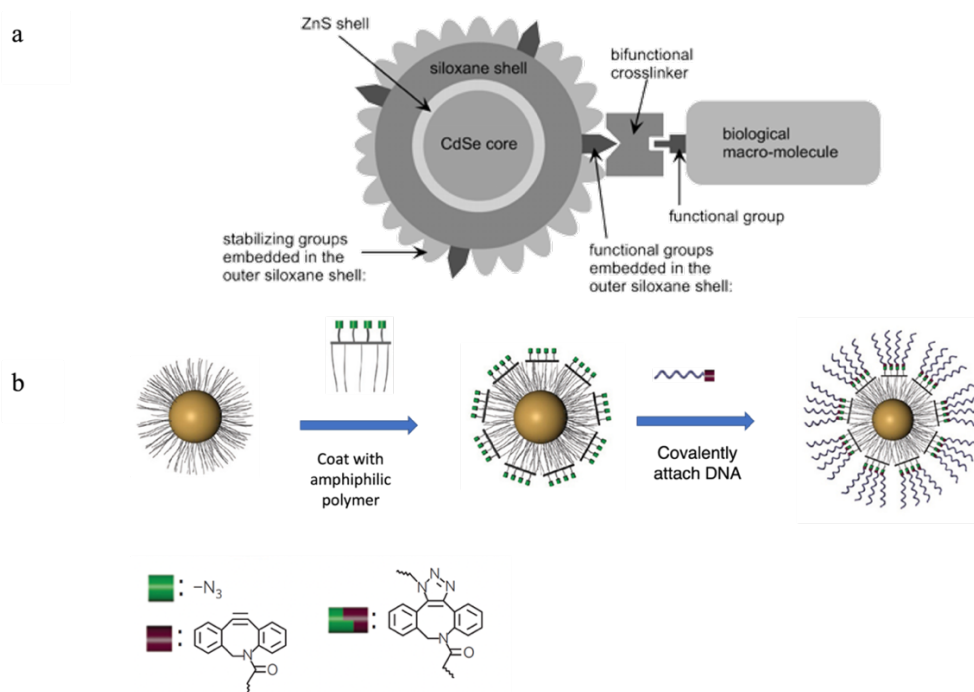 a
ZnS shell
siloxane shell
CdSe core
bifunctional
crosslinker
biological
macro-molecule
functional group
stabilizing groups
embedded in the
outer siloxane shell:
functional groups
embedded in the
outer siloxane shell:
b
Coat with
amphiphilic
polymer
Covalently
attach DNA
: –N3
:
N
O
:
N
N
N
N
O